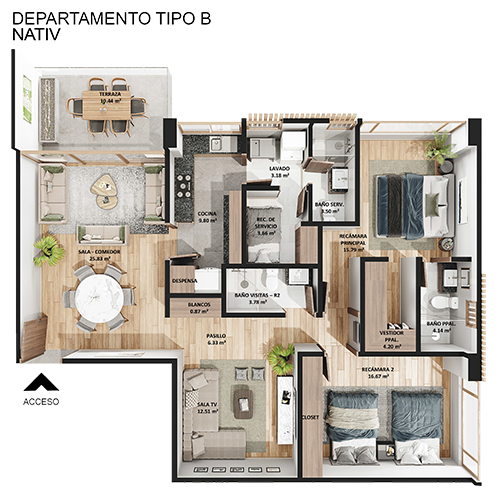 DEPARTAMENTO TIPO B
NATIV
TERRAZA
10.44 m²
LAVADO
3.18 m²
BAÑO SERV.
3.50 m²
COCINA
9.80 m²
REC. DE
SERVICIO
3.66 m²
RECÁMARA
PRINCIPAL
15.79 m²
SALA - COMEDOR
25.83 m²
DESPENSA
BAÑO VISITAS – R2
3.78 m²
BLANCOS
0.87 m²
PASILLO
6.33 m²
VESTIDOR
PPAL.
4.20 m²
BAÑO PPAL.
4.14 m²
RECÁMARA 2
16.67 m²
SALA TV
12.51 m²
CLOSET
ACCESO